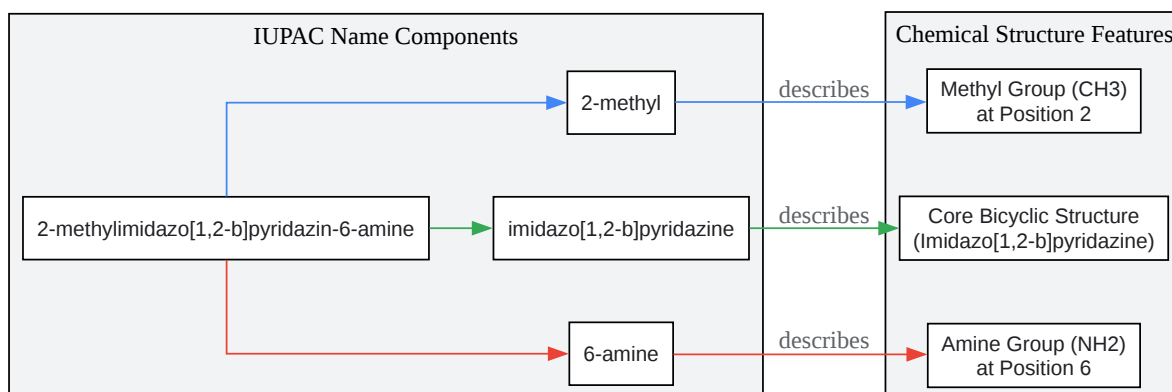 IUPAC Name Components
Chemical Structure Features
2-methyl
describes
Methyl Group (CH3)
at Position 2
2-methylimidazo[1,2-b]pyridazin-6-amine
imidazo[1,2-b]pyridazine
describes
Core Bicyclic Structure
(Imidazo[1,2-b]pyridazine)
6-amine
describes
Amine Group (NH2)
at Position 6